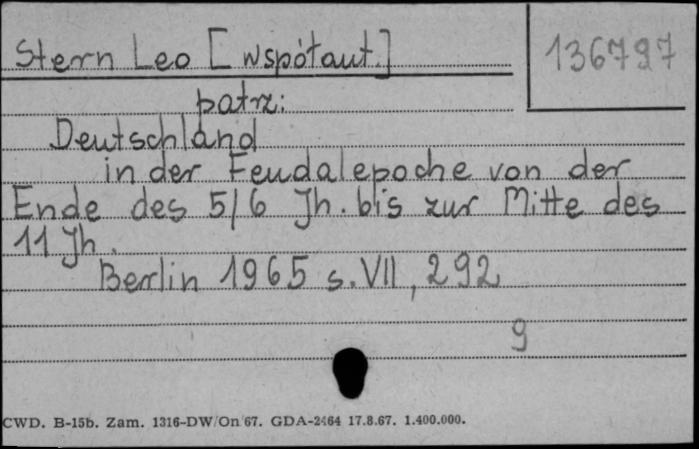 Stern Leo [współaut.]
136797
patrz:
Deutschland
in der Feudalepoche von der
Ende des 5/6 Jh. bis zur Mitte des
11 Jh.
Berlin 1965 s. VII, 292
9
CWD. B-15b. Zam. 1316-DW/On 67. GDA-2464 17.8.67. 1.400.000.